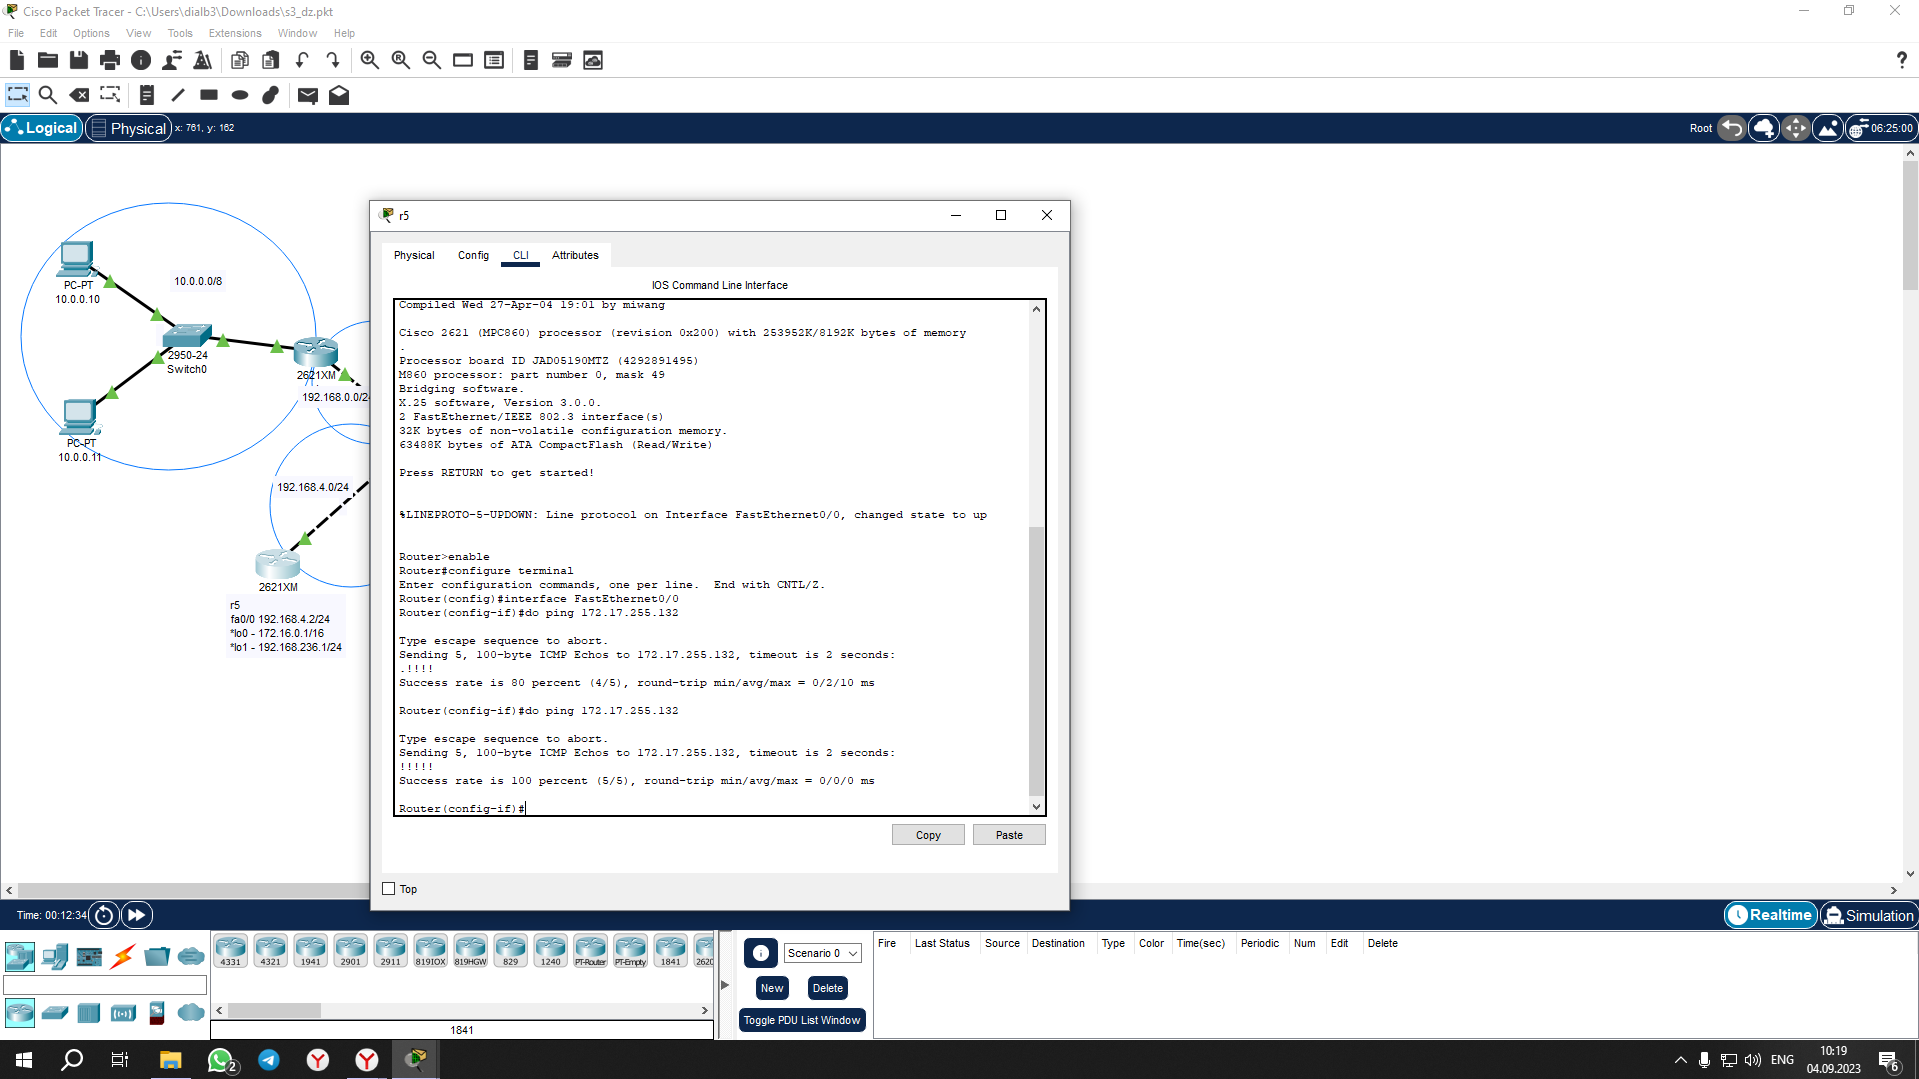 Cisco Packet Tracer - C:\Users\dialb3\Downloads\s3_dz.pkt
File Edit Options View Tools Extensions Window Help
Logical Physical x: 761, y: 162
Root 06:25:00
10.0.0.0/8
PC-PT
10.0.0.10
2950-24
Switch0
2621XM
192.168.0.0/24
PC-PT
10.0.0.11
192.168.4.0/24
2621XM
r5
fa0/0 192.168.4.2/24
*lo0 - 172.16.0.1/16
*lo1 - 192.168.236.1/24
r5
Physical Config CLI Attributes
IOS Command Line Interface
Compiled Wed 27-Apr-04 19:01 by miwang
Cisco 2621 (MPC860) processor (revision 0x200) with 253952K/8192K bytes of memory
.
Processor board ID JAD05190MTZ (4292891495)
M860 processor: part number 0, mask 49
Bridging software.
X.25 software, Version 3.0.0.
2 FastEthernet/IEEE 802.3 interface(s)
32K bytes of non-volatile configuration memory.
63488K bytes of ATA CompactFlash (Read/Write)
Press RETURN to get started!
%LINEPROTO-5-UPDOWN: Line protocol on Interface FastEthernet0/0, changed state to up
Router>enable
Router#configure terminal
Enter configuration commands, one per line.  End with CNTL/Z.
Router(config)#interface FastEthernet0/0
Router(config-if)#do ping 172.17.255.132
Type escape sequence to abort.
Sending 5, 100-byte ICMP Echos to 172.17.255.132, timeout is 2 seconds:
.!!!!
Success rate is 80 percent (4/5), round-trip min/avg/max = 0/2/10 ms
Router(config-if)#do ping 172.17.255.132
Type escape sequence to abort.
Sending 5, 100-byte ICMP Echos to 172.17.255.132, timeout is 2 seconds:
!!!!!
Success rate is 100 percent (5/5), round-trip min/avg/max = 0/0/0 ms
Router(config-if)#
Copy Paste
Top
Time: 00:12:34
Realtime Simulation
4331 4321 1941 2901 2911 819IOX 819HGW 829 1240 PT-Router PT-Empty 1841 2620
1841
Scenario 0
New Delete
Toggle PDU List Window
Fire Last Status Source Destination Type Color Time(sec) Periodic Num Edit Delete
2
ENG
10:19
04.09.2023
6